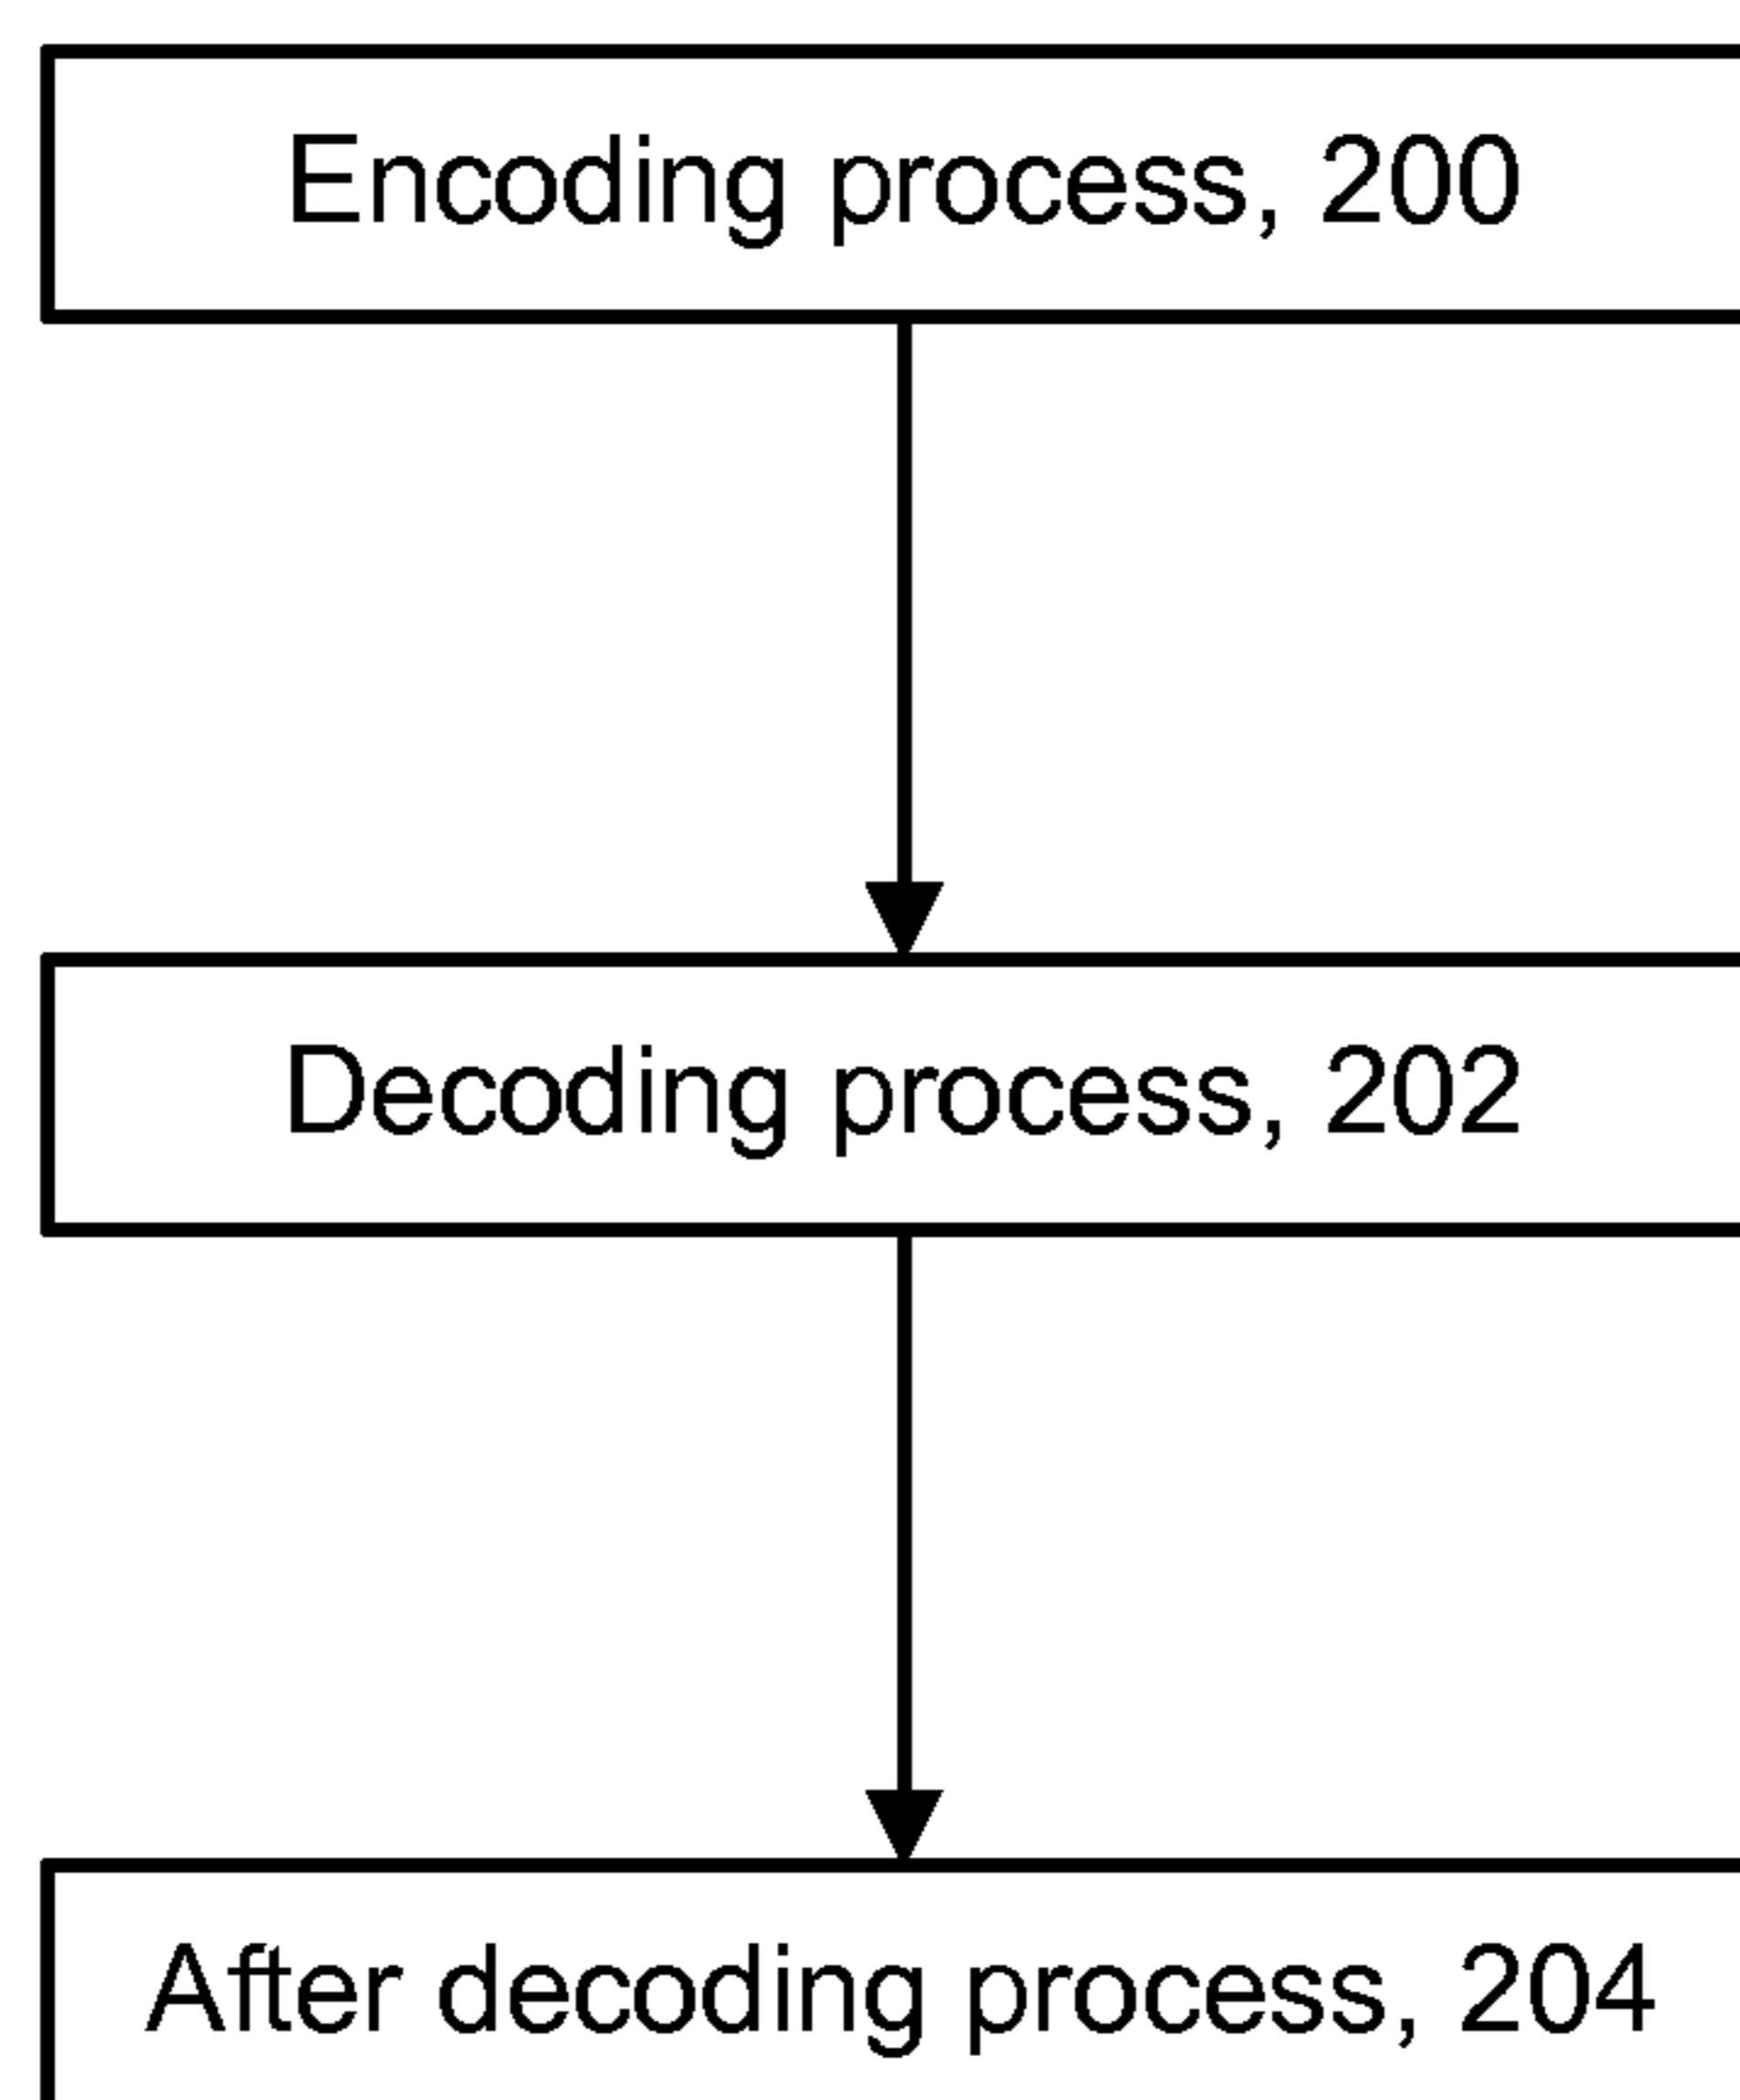 Encoding process, 200
Decoding process, 202
After decoding process, 204